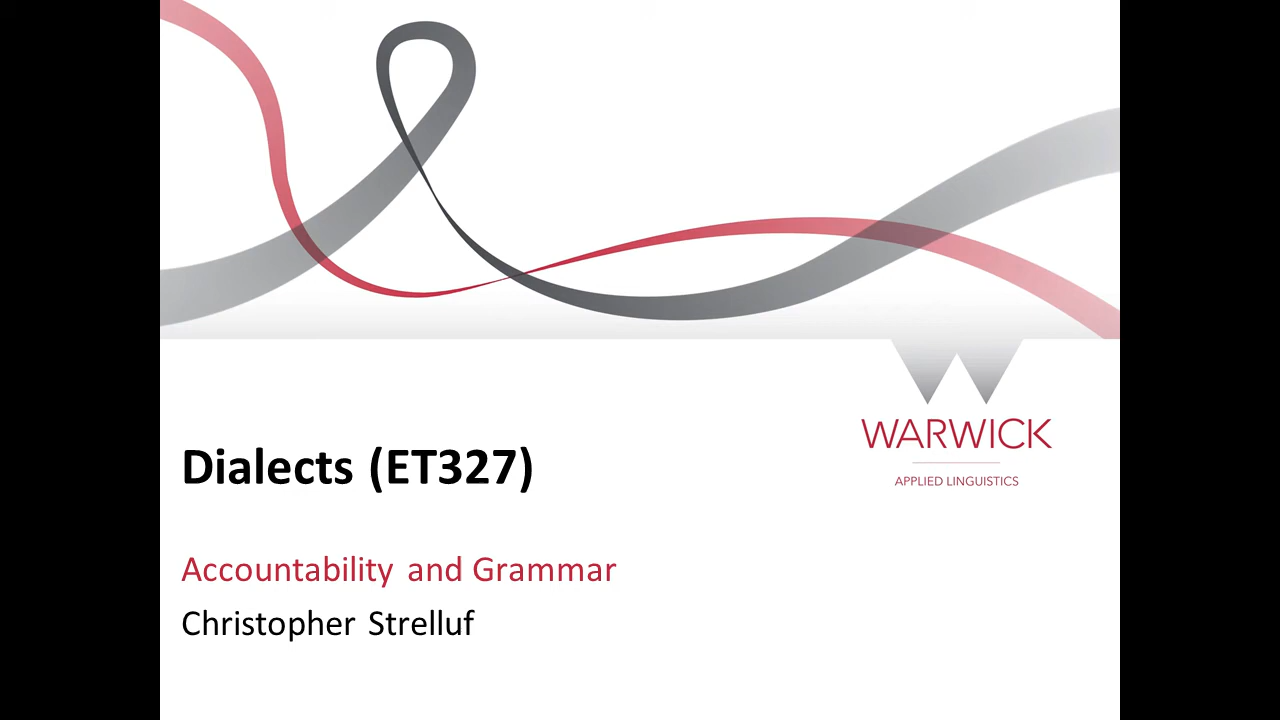 WARWICK
APPLIED LINGUISTICS
Dialects (ET327)
Accountability and Grammar
Christopher Strelluf